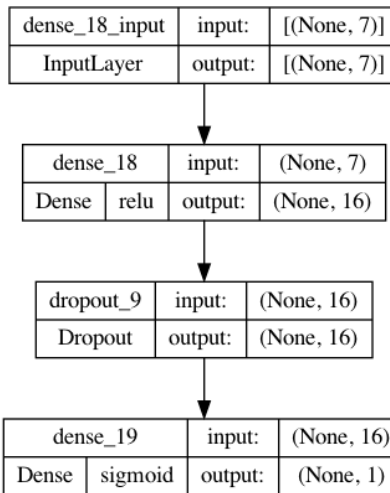 dense_18_input input: [(None, 7)]
InputLayer output: [(None, 7)]
dense_18 input: (None, 7)
Dense relu output: (None, 16)
dropout_9 input: (None, 16)
Dropout output: (None, 16)
dense_19 input: (None, 16)
Dense sigmoid output: (None, 1)